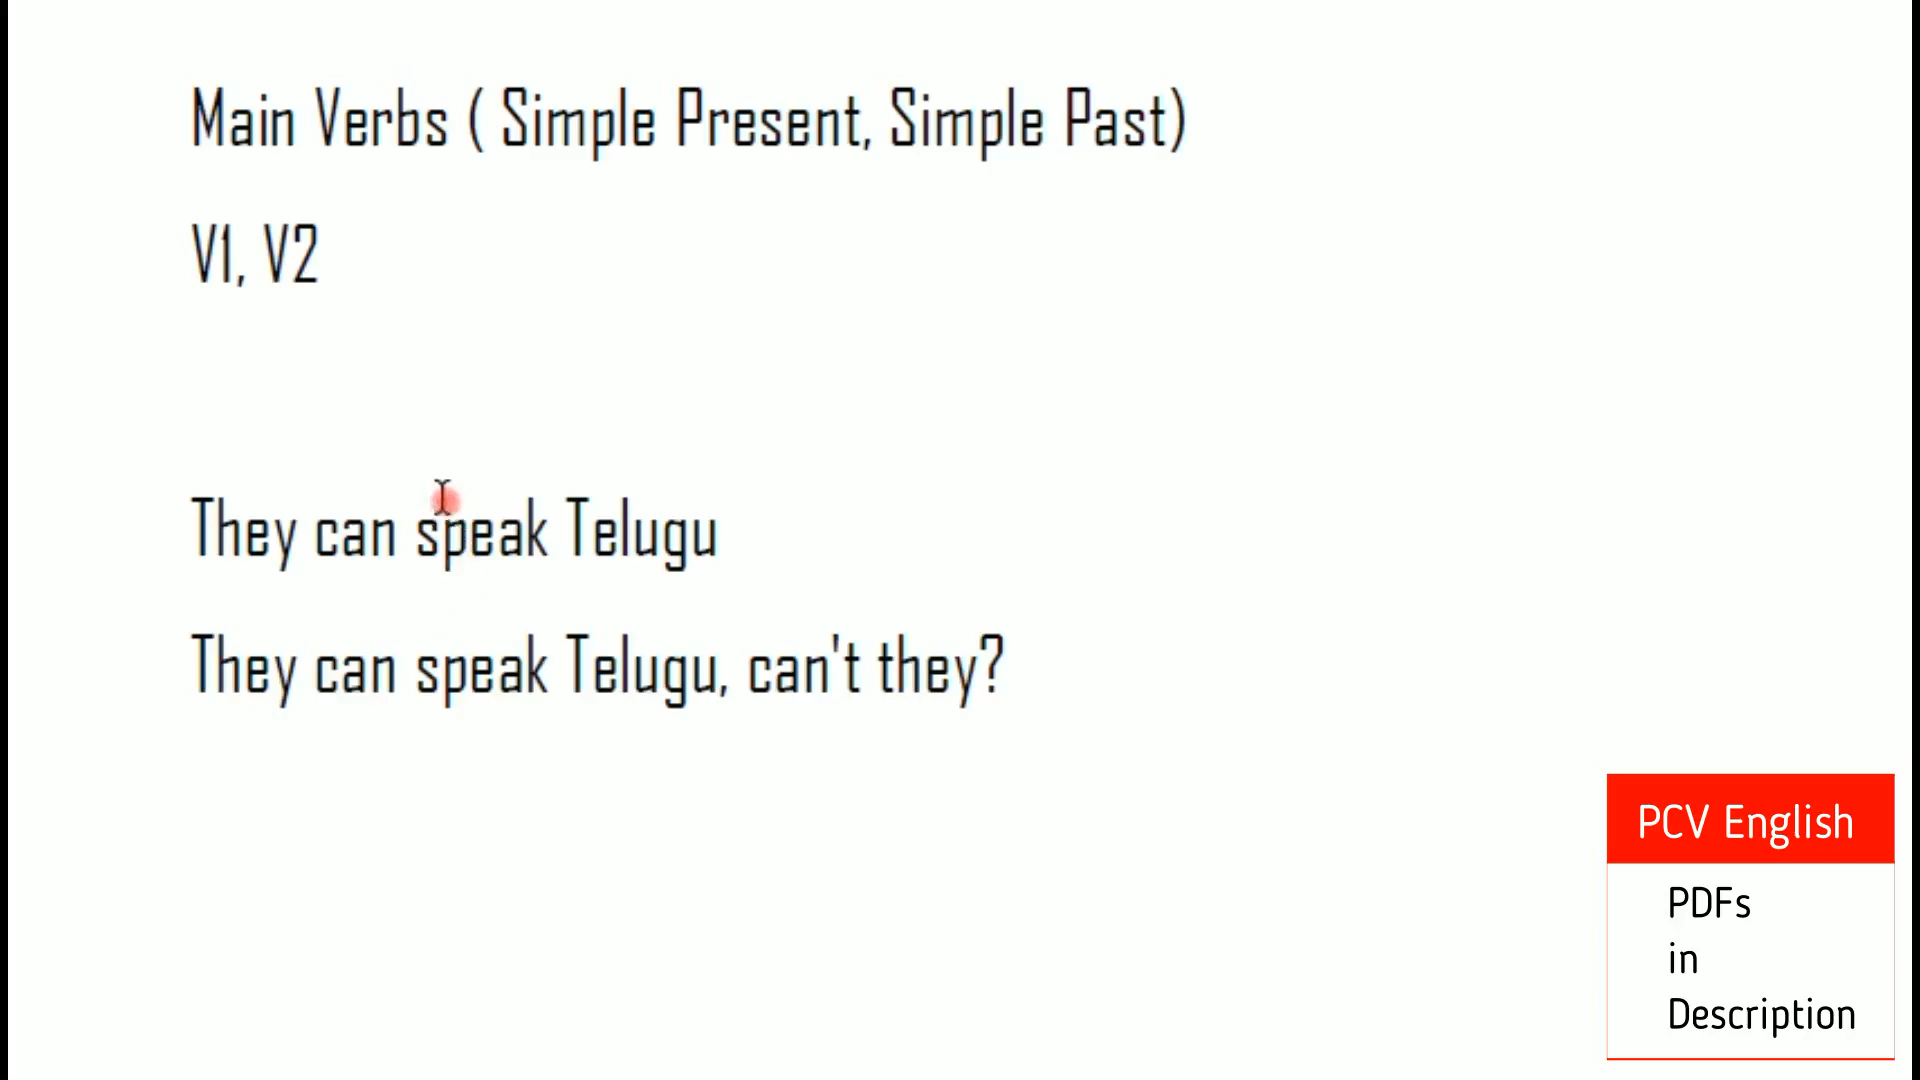 Main Verbs ( Simple Present, Simple Past)
V1, V2
They can speak Telugu
They can speak Telugu, can't they?
PCV English
PDFs
in
Description